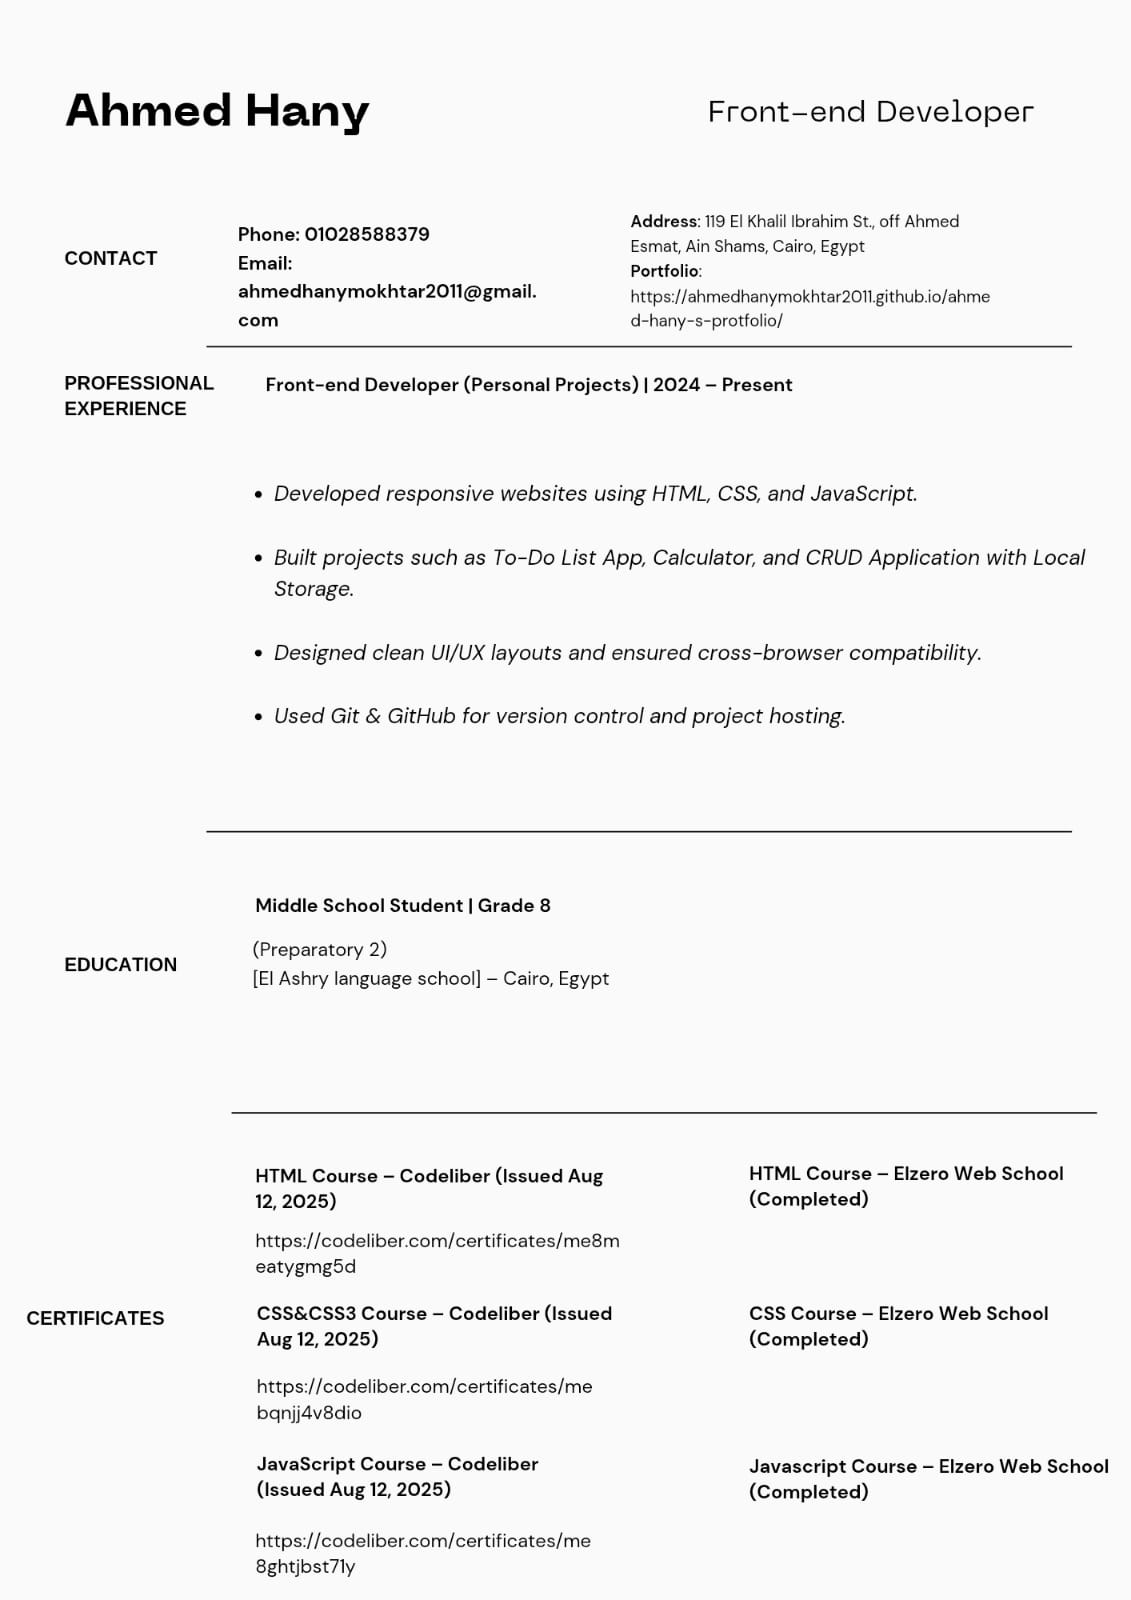 Ahmed Hany
Front-end Developer
CONTACT
Phone: 01028588379
Email:
ahmedhanymokhtar2011@gmail.
com
Address: 119 El Khalil Ibrahim St., off Ahmed
Esmat, Ain Shams, Cairo, Egypt
Portfolio:
https://ahmedhanymokhtar2011.github.io/ahme
d-hany-s-protfolio/
PROFESSIONAL
EXPERIENCE
Front-end Developer (Personal Projects) | 2024 – Present
• Developed responsive websites using HTML, CSS, and JavaScript.
• Built projects such as To-Do List App, Calculator, and CRUD Application with Local
Storage.
• Designed clean UI/UX layouts and ensured cross-browser compatibility.
• Used Git & GitHub for version control and project hosting.
EDUCATION
Middle School Student | Grade 8
(Preparatory 2)
[El Ashry language school] – Cairo, Egypt
CERTIFICATES
HTML Course – Codeliber (Issued Aug
12, 2025)
https://codeliber.com/certificates/me8m
eatygmg5d
HTML Course – Elzero Web School
(Completed)
CSS&CSS3 Course – Codeliber (Issued
Aug 12, 2025)
https://codeliber.com/certificates/me
bqnjj4v8dio
CSS Course – Elzero Web School
(Completed)
JavaScript Course – Codeliber
(Issued Aug 12, 2025)
https://codeliber.com/certificates/me
8ghtjbst71y
Javascript Course – Elzero Web School
(Completed)